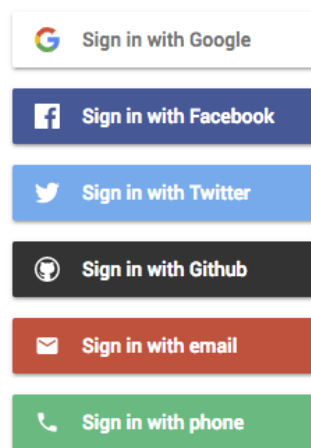 Sign in with Google
Sign in with Facebook
Sign in with Twitter
Sign in with Github
Sign in with email
Sign in with phone